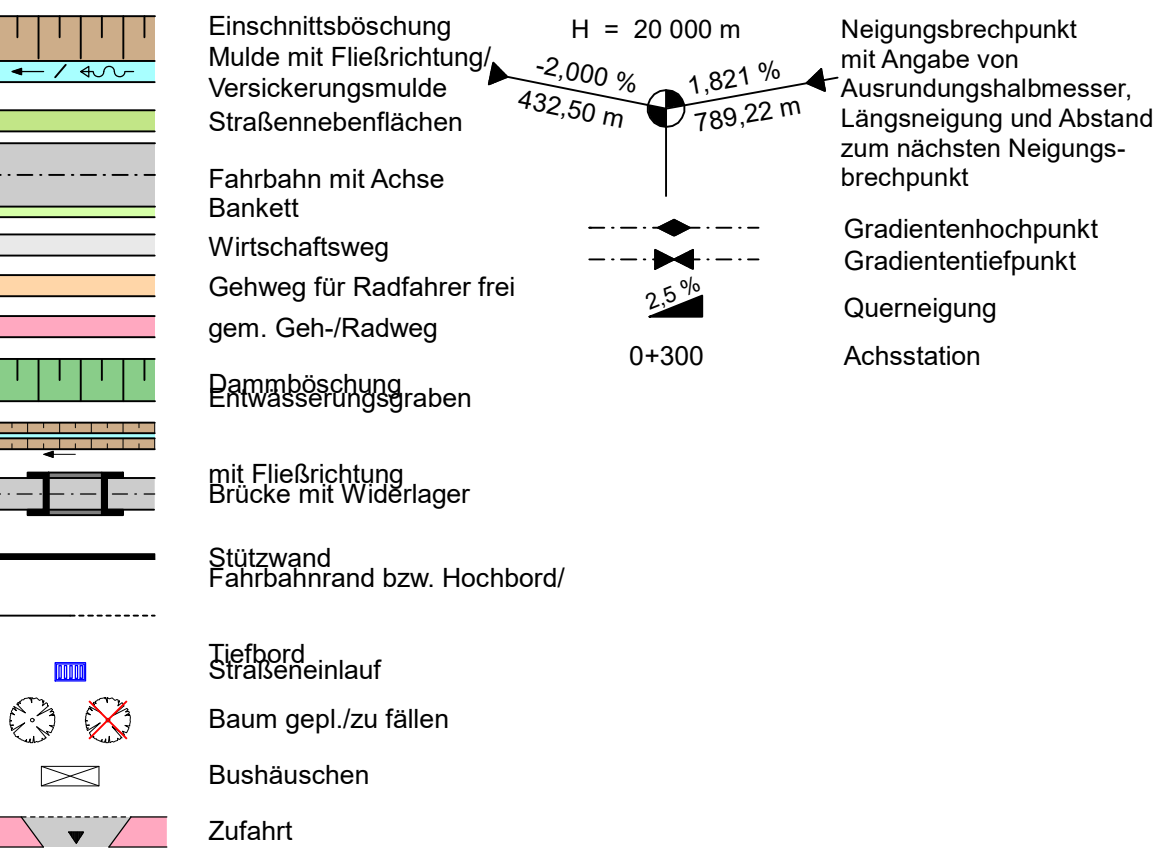 Einschnittsböschung
Mulde mit Fließrichtung/
Versickerungsmulde
Straßennebenflächen
Fahrbahn mit Achse
Bankett
Wirtschaftsweg
Gehweg für Radfahrer frei
gem. Geh-/Radweg
Dammböschung
Entwässerungsgraben
mit Fließrichtung
Brücke mit Widerlager
Stützwand
Fahrbahnrand bzw. Hochbord/
Tiefbord
Straßeneinlauf
Baum gepl./zu fällen
Bushäuschen
Zufahrt
H = 20 000 m
-2,000 %
432,50 m
1,821 %
789,22 m
Neigungsbrechpunkt
mit Angabe von
Ausrundungshalbmesser,
Längsneigung und Abstand
zum nächsten Neigungs-
brechpunkt
Gradientenhochpunkt
Gradiententiefpunkt
2,5 %
Querneigung
0+300
Achsstation